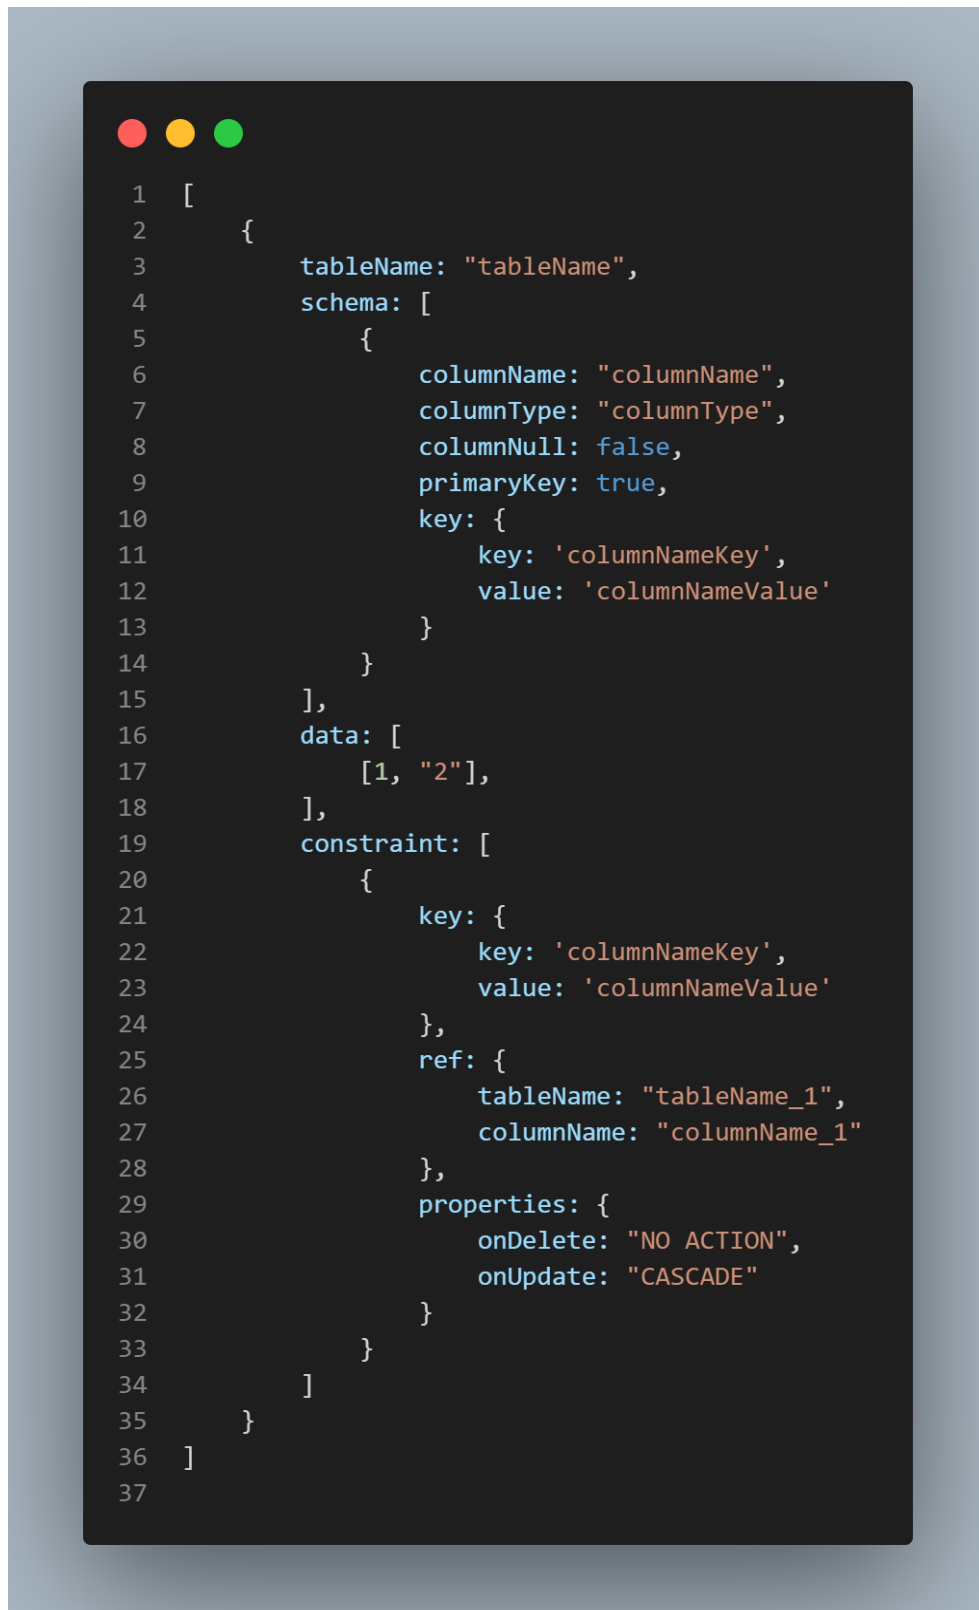 1 [
2     {
3         tableName: "tableName",
4         schema: [
5             {
6                 columnName: "columnName",
7                 columnType: "columnType",
8                 columnNull: false,
9                 primaryKey: true,
10                 key: {
11                     key: 'columnNameKey',
12                     value: 'columnNameValue'
13                 }
14             }
15         ],
16         data: [
17             [1, "2"],
18         ],
19         constraint: [
20             {
21                 key: {
22                     key: 'columnNameKey',
23                     value: 'columnNameValue'
24                 },
25                 ref: {
26                     tableName: "tableName_1",
27                     columnName: "columnName_1"
28                 },
29                 properties: {
30                     onDelete: "NO ACTION",
31                     onUpdate: "CASCADE"
32                 }
33             }
34         ]
35     }
36 ]
37